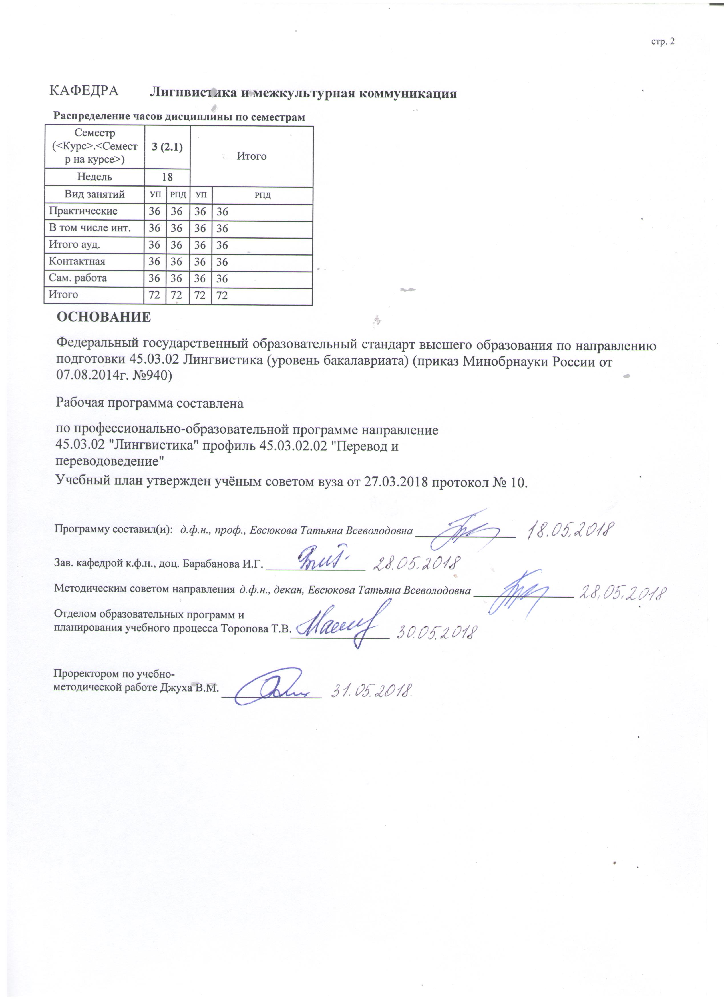 стр. 2
КАФЕДРА Лигнвистика и межкультурная коммуникация
Распределение часов дисциплины по семестрам
Семестр
(<Курс>.<Семест
р на курсе>)
3 (2.1)
Итого
Недель 18
Вид занятий УП РПД УП РПД
Практические 36 36 36 36
В том числе инт. 36 36 36 36
Итого ауд. 36 36 36 36
Контактная 36 36 36 36
Сам. работа 36 36 36 36
Итого 72 72 72 72
ОСНОВАНИЕ
Федеральный государственный образовательный стандарт высшего образования по направлению
подготовки 45.03.02 Лингвистика (уровень бакалавриата) (приказ Минобрнауки России от
07.08.2014г. №940)
Рабочая программа составлена
по профессионально-образовательной программе направление
45.03.02 "Лингвистика" профиль 45.03.02.02 "Перевод и
переводоведение"
Учебный план утвержден учёным советом вуза от 27.03.2018 протокол № 10.
Программу составил(и): д.ф.н., проф., Евсюкова Татьяна Всеволодовна 18.05.2018
Зав. кафедрой к.ф.н., доц. Барабанова И.Г. 28.05.2018
Методическим советом направления д.ф.н., декан, Евсюкова Татьяна Всеволодовна 28.05.2018
Отделом образовательных программ и
планирования учебного процесса Торопова Т.В. 30.05.2018
Проректором по учебно-
методической работе Джуха В.М. 31.05.2018